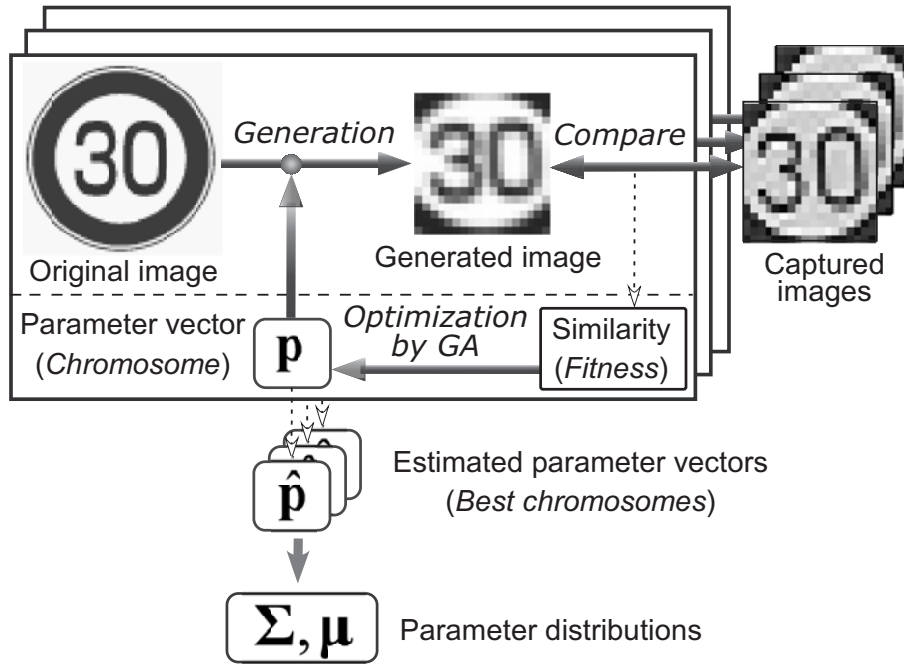 30
Generation
30
Compare
30
Original image
Generated image
Captured
images
Parameter vector
(Chromosome)
p
Optimization
by GA
Similarity
(Fitness)
p̂
Estimated parameter vectors
(Best chromosomes)
Σ, μ
Parameter distributions